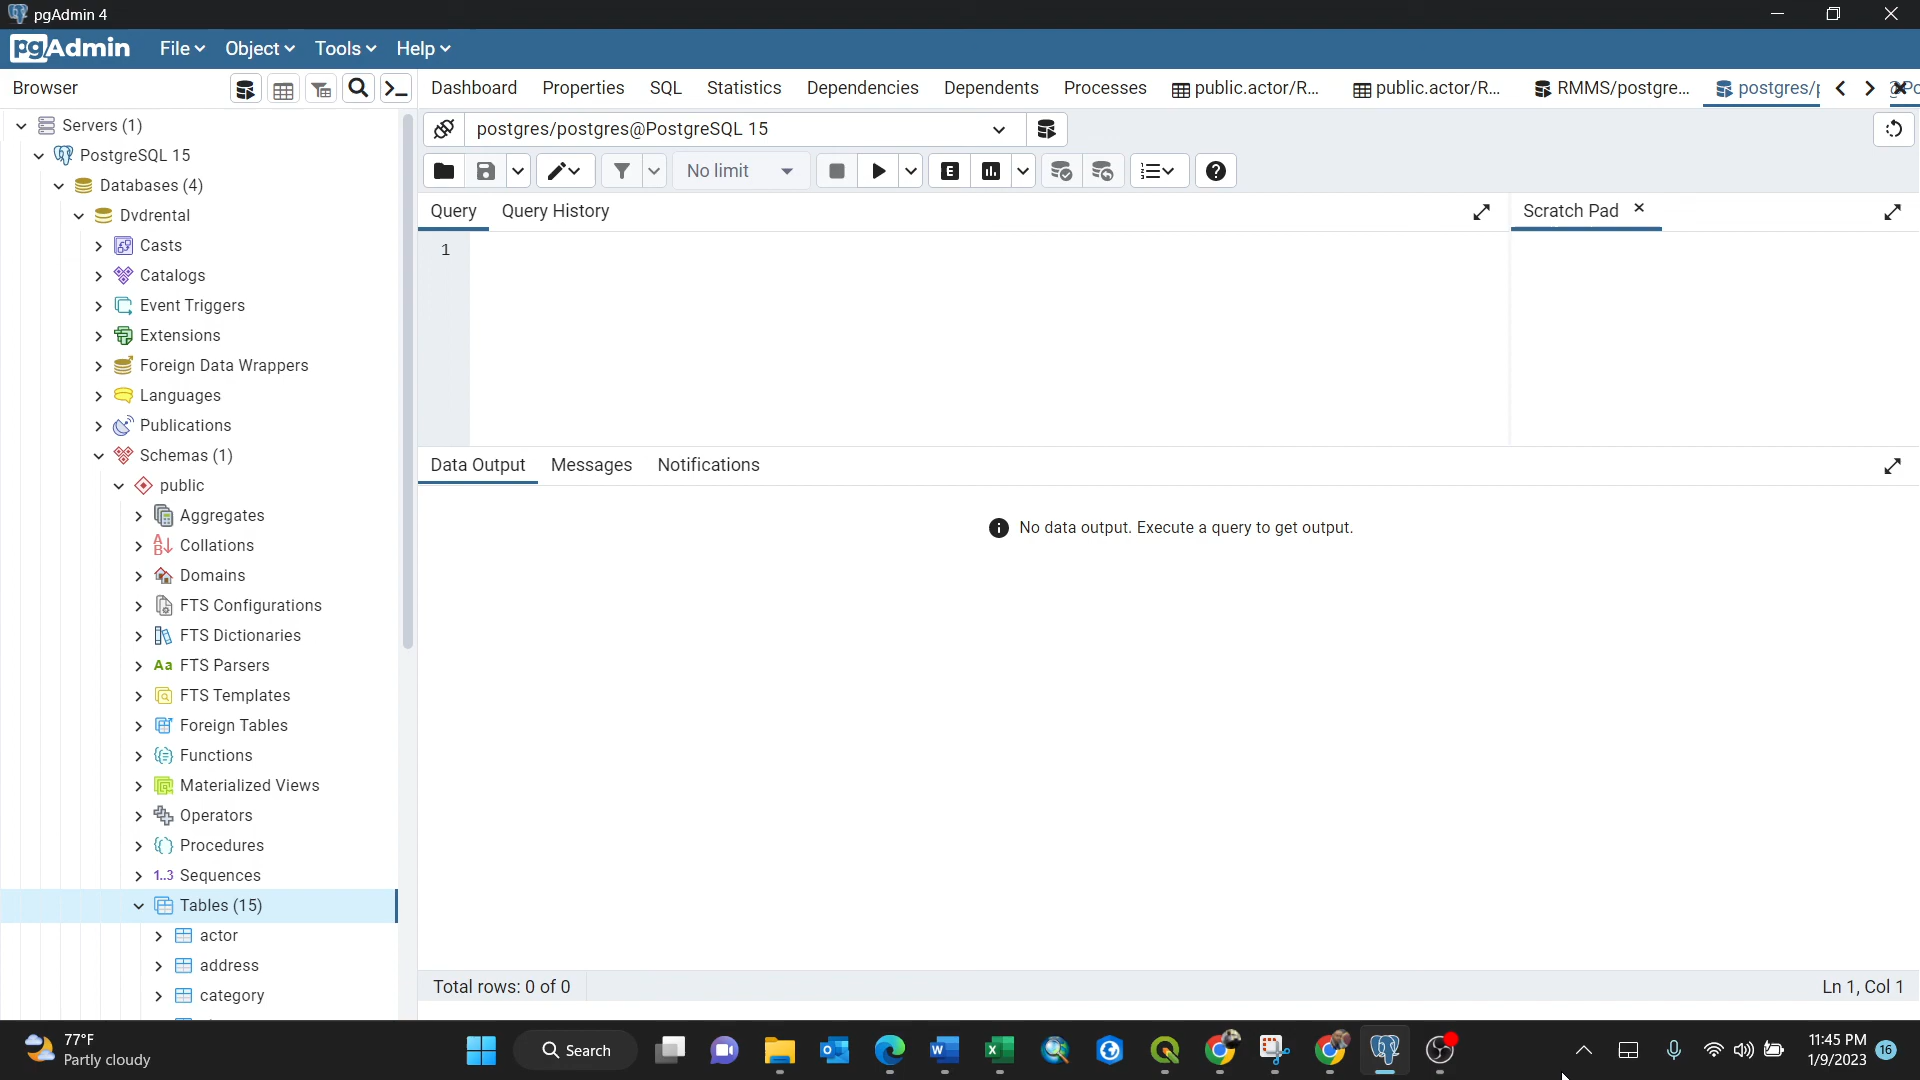 pgAdmin 4
pgAdmin File Object Tools Help
Browser
Dashboard Properties SQL Statistics Dependencies Dependents Processes public.actor/R... public.actor/R... RMMS/postgre... postgres/p
Servers (1)
postgres/postgres@PostgreSQL 15
PostgreSQL 15
No limit
E
Databases (4)
Dvdrental
Query Query History
Scratch Pad
1
Casts
Catalogs
Event Triggers
Extensions
Foreign Data Wrappers
Languages
Publications
Schemas (1)
Data Output Messages Notifications
public
Aggregates
No data output. Execute a query to get output.
Collations
Domains
FTS Configurations
FTS Dictionaries
Aa FTS Parsers
FTS Templates
Foreign Tables
Functions
Materialized Views
Operators
Procedures
1..3 Sequences
Tables (15)
actor
address
category
Total rows: 0 of 0
Ln 1, Col 1
77°F
Partly cloudy
Search
11:45 PM
1/9/2023
16